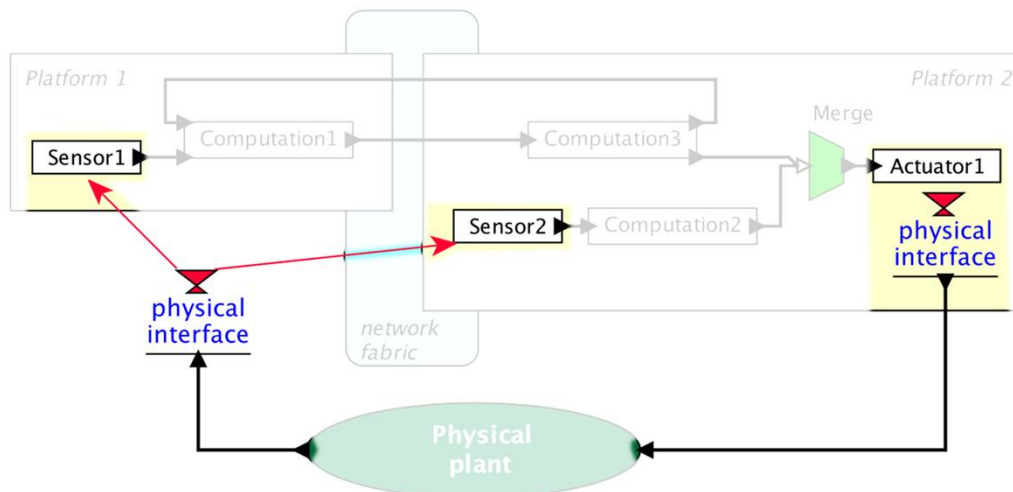 Platform 1
Platform 2
Merge
Computation1
Computation3
Sensor1
Actuator1
Sensor2
Computation2
physical
interface
physical
interface
network
fabric
Physical
plant